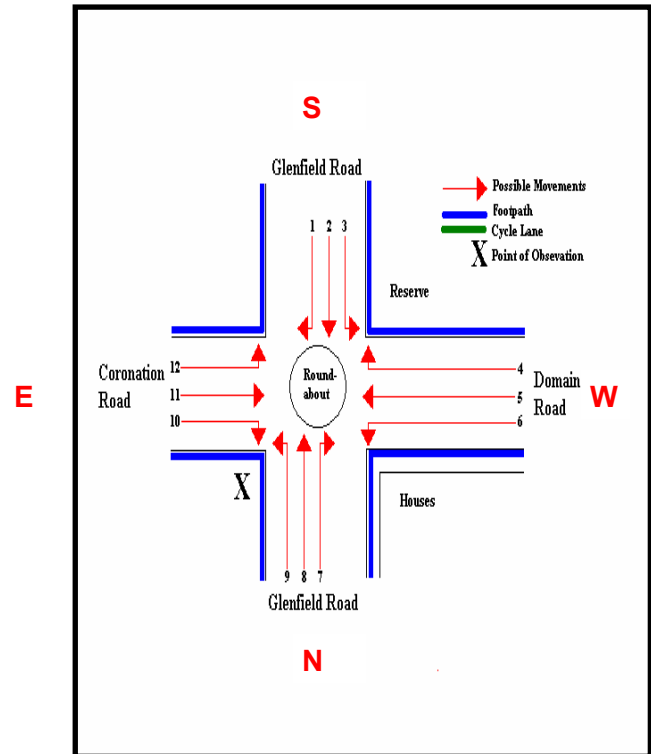 S
Glenfield Road
1 2 3
Possible Movements
Footpath
Cycle Lane
X Point of Obsevation
Reserve
Coronation
Road
12
11
10
Round-
about
4
5
6
Domain
Road
E
W
X
Houses
9 8 7
Glenfield Road
N